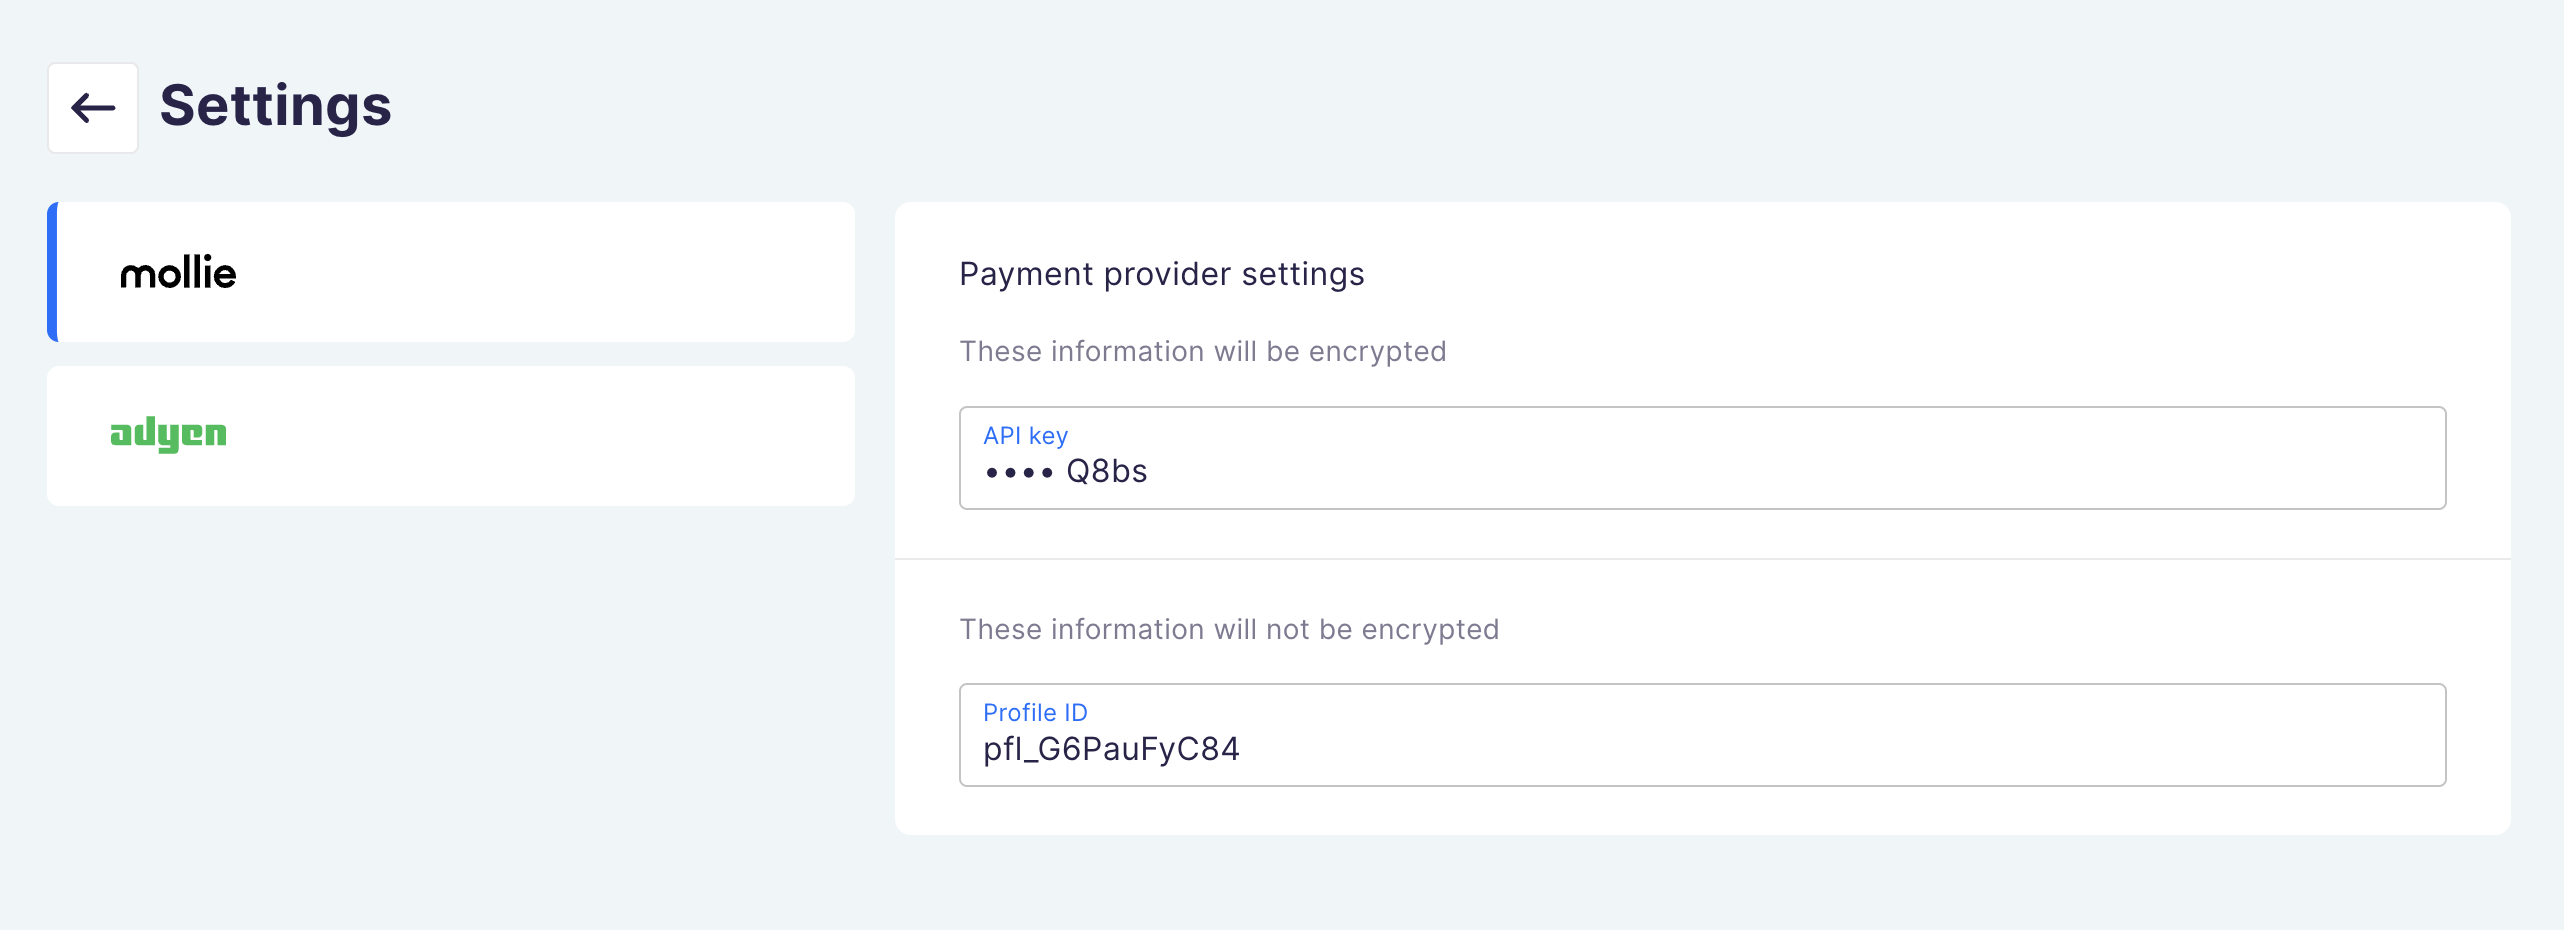 Settings
mollie
adyen
Payment provider settings
These information will be encrypted
API key
•••• Q8bs
These information will not be encrypted
Profile ID
pfl_G6PauFyC84